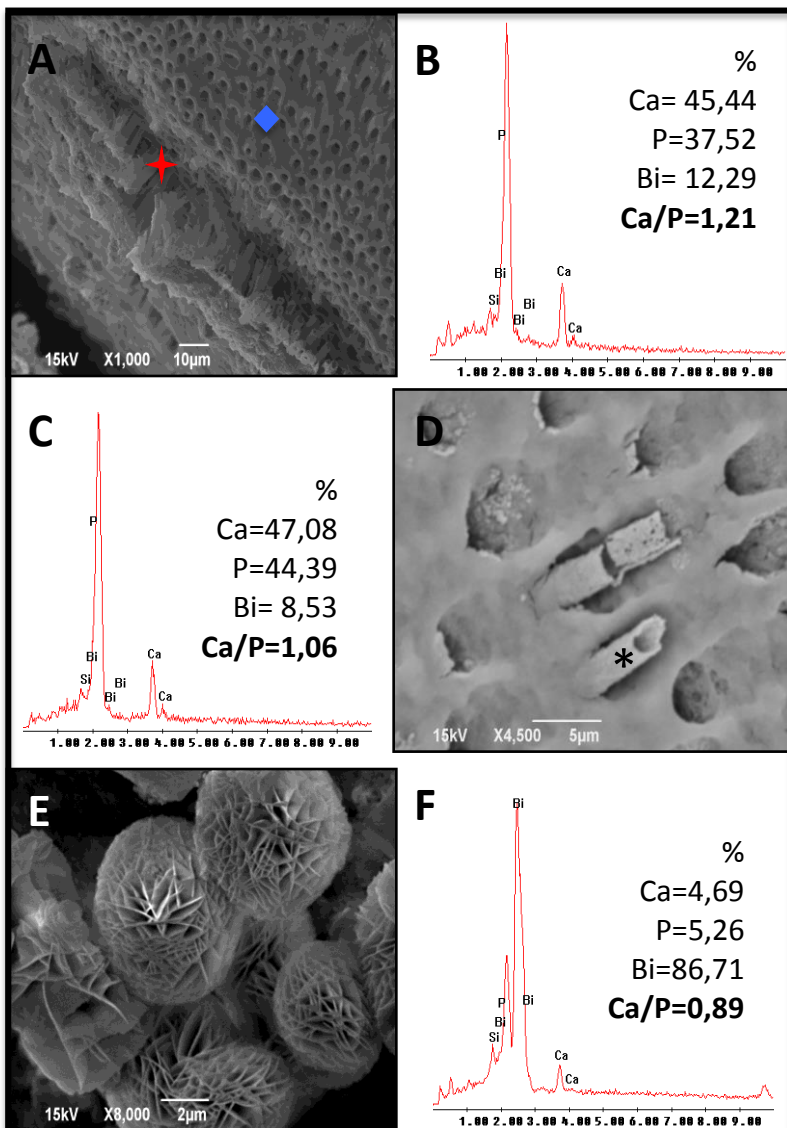 A
15kV X1,000 10µm
B
%
Ca= 45,44
P=37,52
Bi= 12,29
Ca/P=1,21
P
Bi
Si
Bi
Bi
Ca
Ca
1.00 2.00 3.00 4.00 5.00 6.00 7.00 8.00 9.00
C
%
Ca=47,08
P=44,39
Bi= 8,53
Ca/P=1,06
P
Bi
Si
Bi
Bi
Ca
Ca
1.00 2.00 3.00 4.00 5.00 6.00 7.00 8.00 9.00
D
*
15kV X4,500 5µm
E
15kV X8,000 2µm
F
%
Ca=4,69
P=5,26
Bi=86,71
Ca/P=0,89
Bi
P
Bi
Bi
Si
Ca
Ca
1.00 2.00 3.00 4.00 5.00 6.00 7.00 8.00 9.00